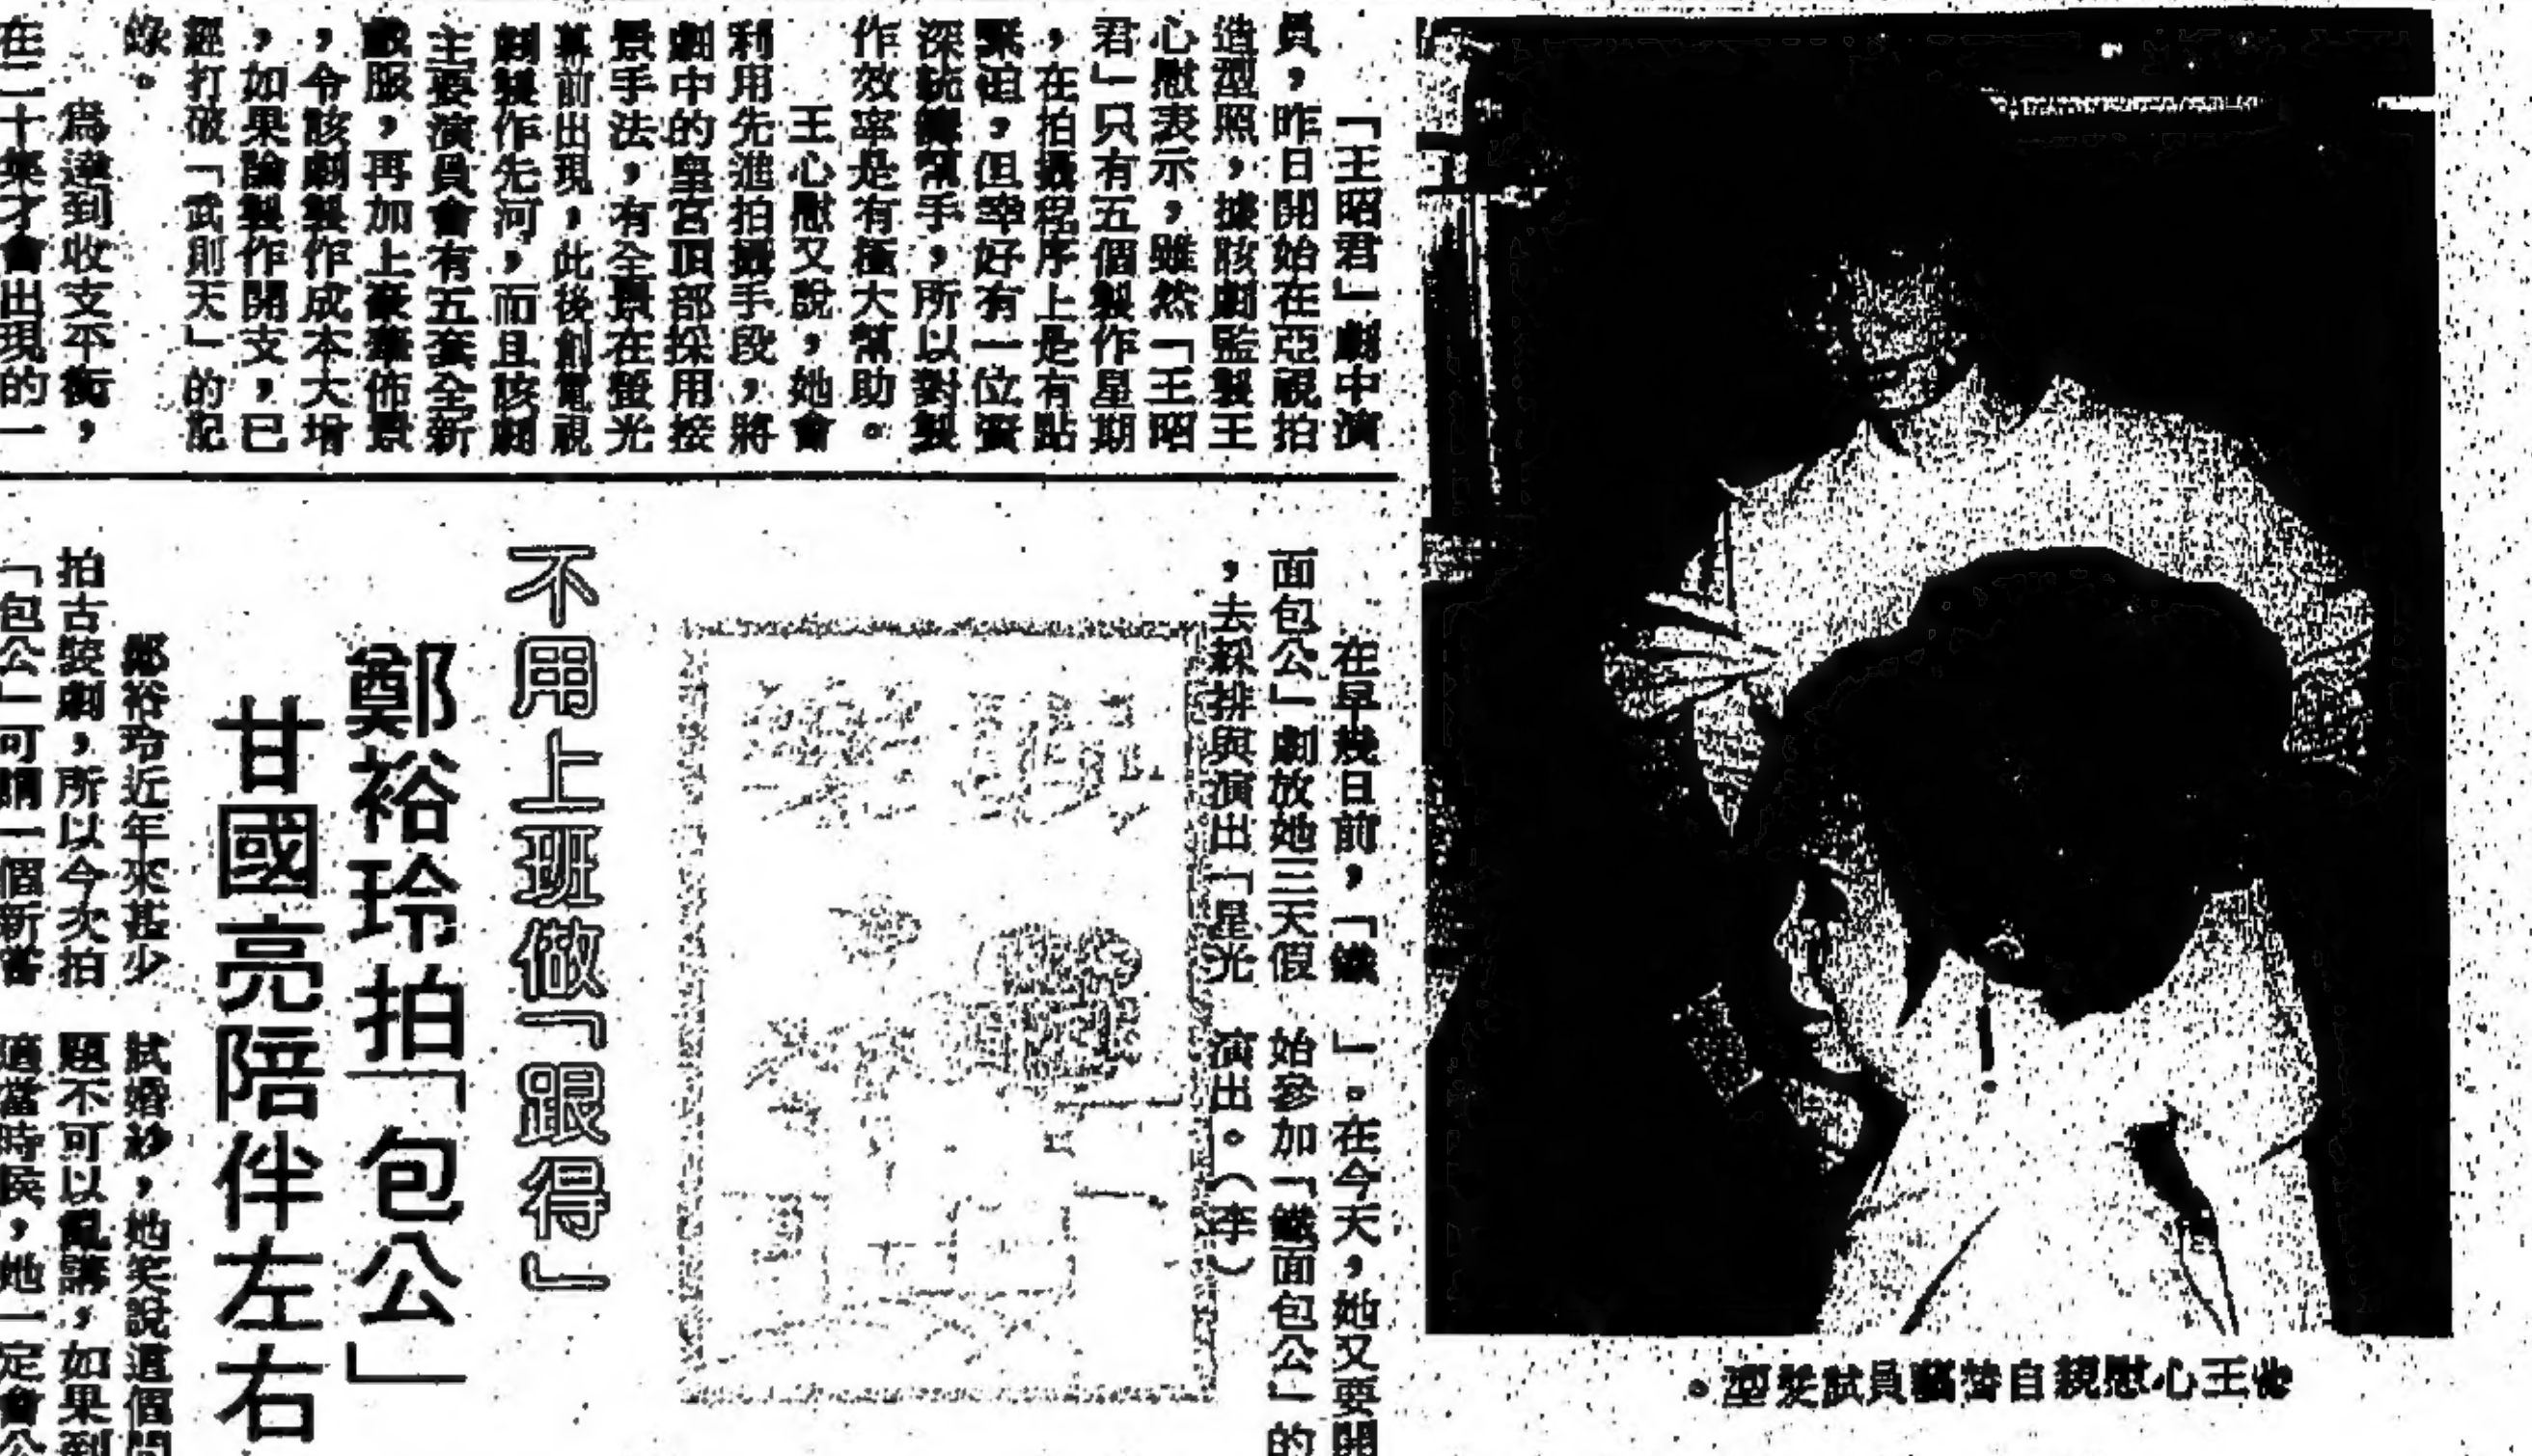 「王昭君」劇中演
員，昨日開始在亞視拍
造型照，據該劇監製王
心慰表示，雖然「王昭
君」只有五個製作星期
，在拍攝程序上是有點
緊迫，但幸好有一位資
深統籌幫手，所以對製
作效率是有極大幫助。
王心慰又說，她會
利用先進拍攝手段，將
劇中的皇宮頂部採用接
景手法，有全景在螢光
幕前出現，此後創電視
劇製作先河，而且該劇
主要演員會有五套全新
戲服，再加上豪華佈景
，令該劇製作成本大增
，如果論製作開支，已
經打破「武則天」的記
錄。
為達到收支平衡，
在二十集才會出現的一
●王心慰親自替藝員試髮型。
在早幾日前，「鐵
面包公」劇放她三天假
，去綵排與演出「星光
」。在今天，她又要開
始參加「鐵面包公」的
演出。（李）
不用上班做「跟得」
鄭裕玲拍「包公」
甘國亮陪伴左右
鄭裕玲近年來甚少
拍古裝劇，所以今次拍
「包公」可謂一個新嘗
試婚紗，她笑說這個問
題不可以亂講，如果到
適當時侯，她一定會公